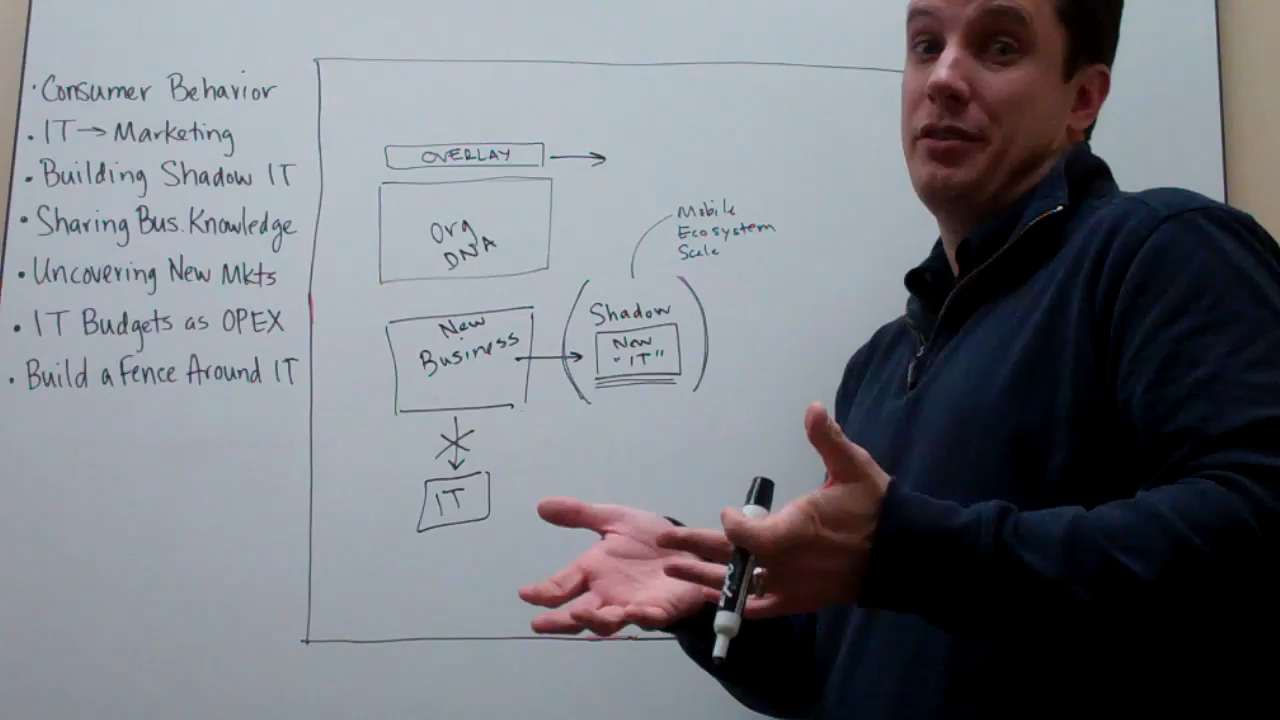 · Consumer Behavior
· IT → Marketing
· Building Shadow IT
· Sharing Bus. Knowledge
· Uncovering New Mkts
· IT Budgets as OPEX
· Build a Fence Around IT
OVERLAY
Org
DNA
Mobile
Ecosystem
Scale
New
Business
Shadow
New
"IT"
IT